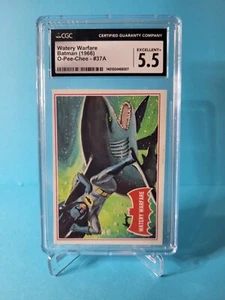 CGC
CERTIFIED GUARANTY COMPANY
Watery Warfare
Batman (1966)
O-Pee-Chee - #37A
EXCELLENT+
5.5
WATERY WARFARE